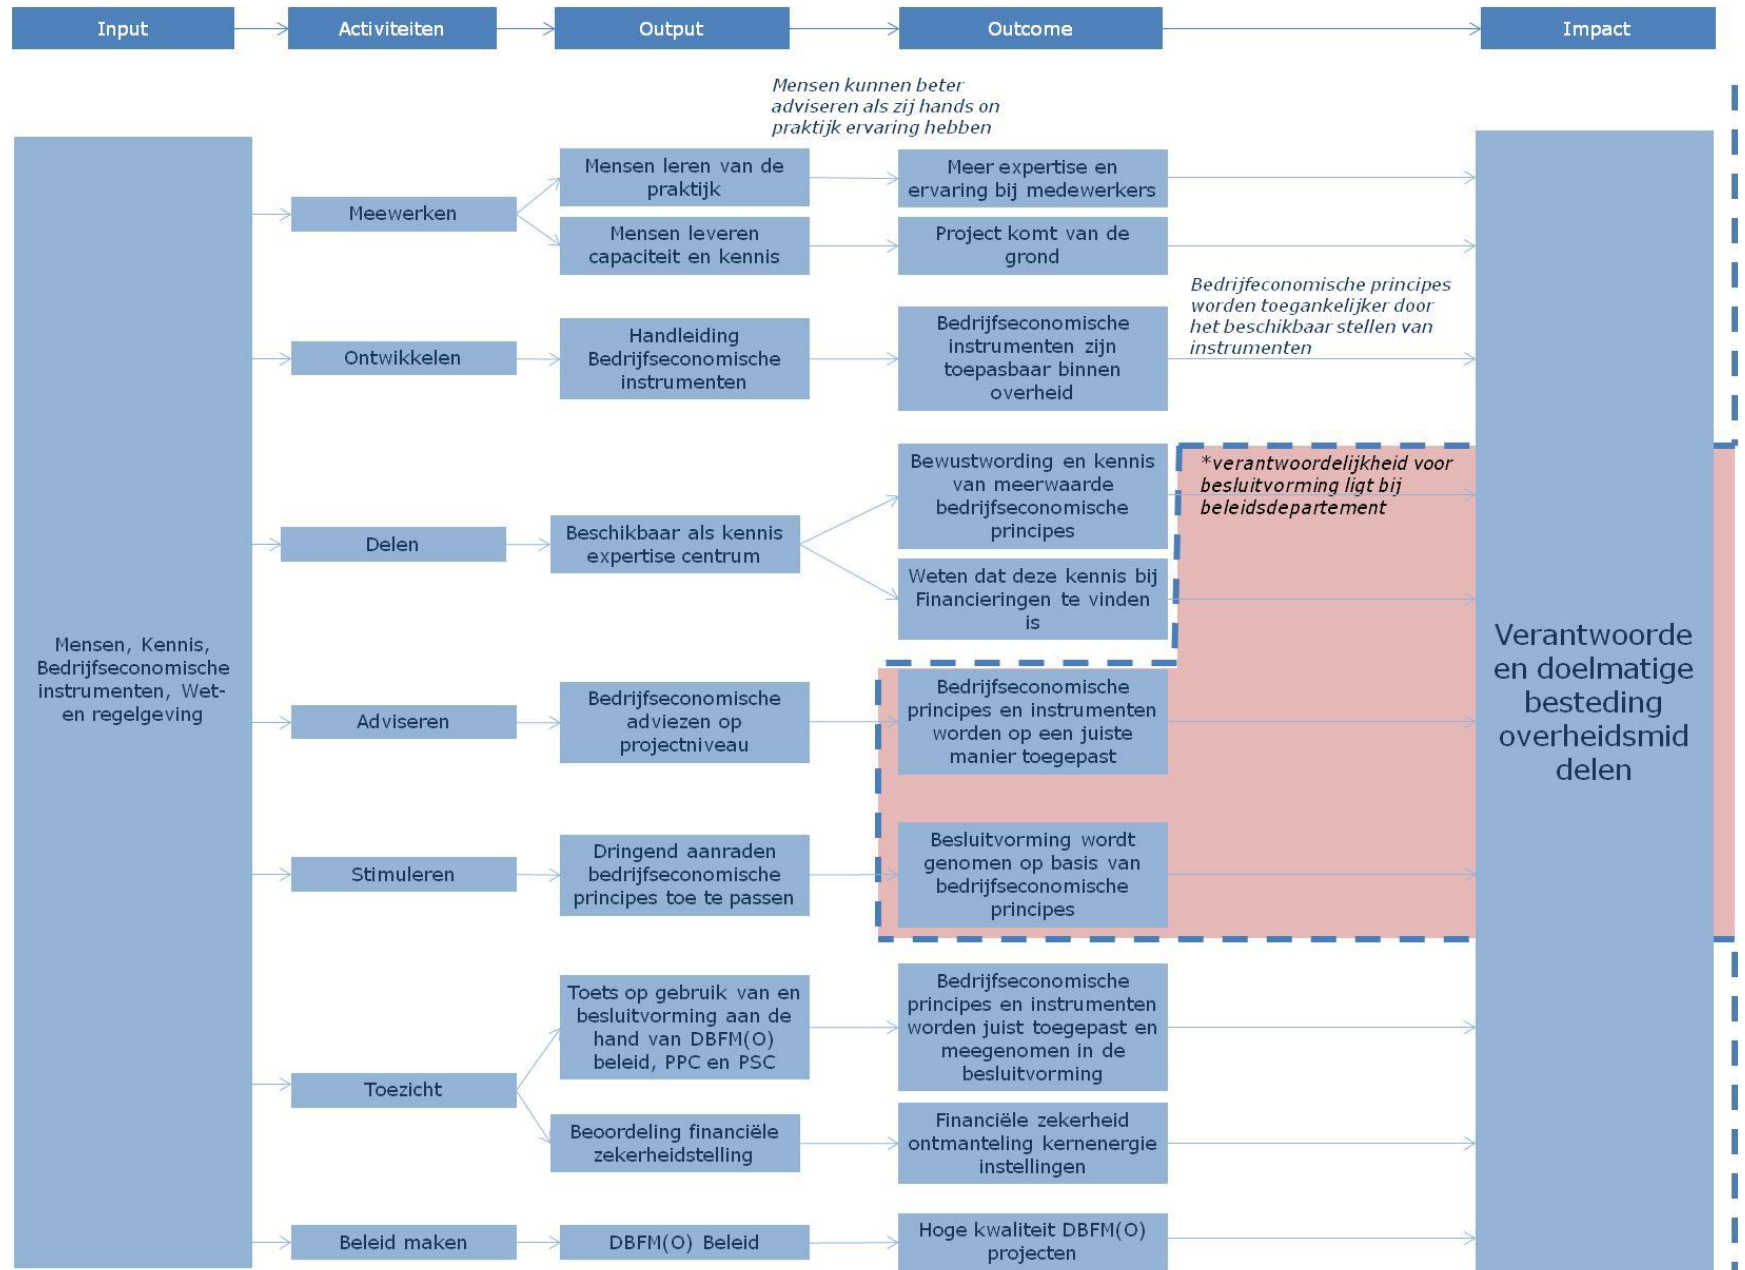 Input
Activiteiten
Output
Outcome
Impact
Mensen kunnen beter
adviseren als zij hands on
praktijk ervaring hebben
Mensen, Kennis,
Bedrijfseconomische
instrumenten, Wet-
en regelgeving
Meewerken
Mensen leren van de
praktijk
Meer expertise en
ervaring bij medewerkers
Mensen leveren
capaciteit en kennis
Project komt van de
grond
Bedrijfeconomische principes
worden toegankelijker door
het beschikbaar stellen van
instrumenten
Ontwikkelen
Handleiding
Bedrijfseconomische
instrumenten
Bedrijfseconomische
instrumenten zijn
toepasbaar binnen
overheid
Delen
Beschikbaar als kennis
expertise centrum
Bewustwording en kennis
van meerwaarde
bedrijfseconomische
principes
*verantwoordelijkheid voor
besluitvorming ligt bij
beleidsdepartement
Weten dat deze kennis bij
Financieringen te vinden
is
Adviseren
Bedrijfseconomische
adviezen op
projectniveau
Bedrijfseconomische
principes en instrumenten
worden op een juiste
manier toegepast
Stimuleren
Dringend aanraden
bedrijfseconomische
principes toe te passen
Besluitvorming wordt
genomen op basis van
bedrijfseconomische
principes
Toezicht
Toets op gebruik van en
besluitvorming aan de
hand van DBFM(O)
beleid, PPC en PSC
Bedrijfseconomische
principes en instrumenten
worden juist toegepast en
meegenomen in de
besluitvorming
Beoordeling financiële
zekerheidstelling
Financiële zekerheid
ontmanteling kernenergie
instellingen
Beleid maken
DBFM(O) Beleid
Hoge kwaliteit DBFM(O)
projecten
Verantwoorde
en doelmatige
besteding
overheidsmid
delen